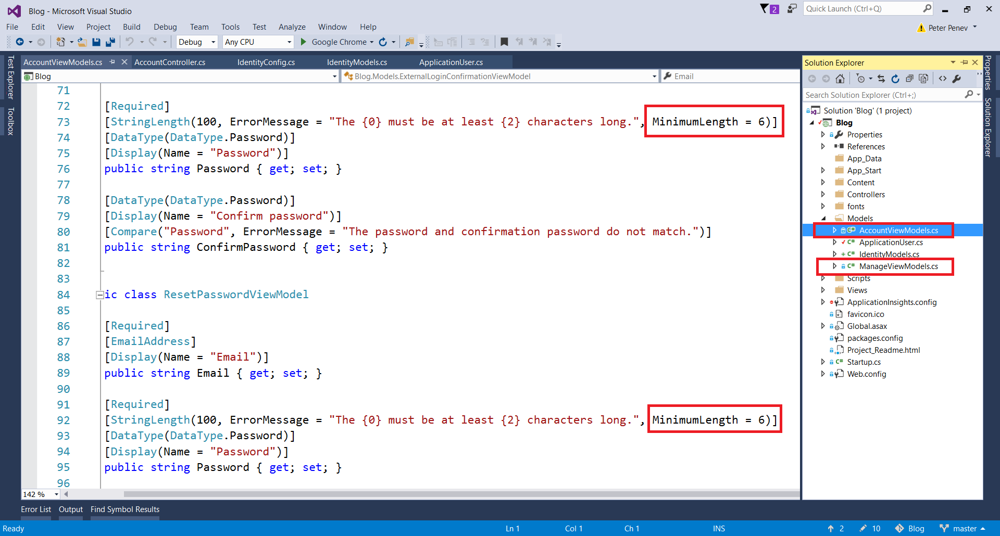 Blog - Microsoft Visual Studio
2
Quick Launch (Ctrl+Q)
File Edit View Project Build Debug Team Tools Test Analyze Window Help
Peter Penev
Debug Any CPU Google Chrome
Test Explorer
Toolbox
AccountViewModels.cs AccountController.cs IdentityConfig.cs IdentityModels.cs ApplicationUser.cs
Blog Blog.Models.ExternalLoginConfirmationViewModel Email
71
72 [Required]
73 [StringLength(100, ErrorMessage = "The {0} must be at least {2} characters long.", MinimumLength = 6)]
74 [DataType(DataType.Password)]
75 [Display(Name = "Password")]
76 public string Password { get; set; }
77
78 [DataType(DataType.Password)]
79 [Display(Name = "Confirm password")]
80 [Compare("Password", ErrorMessage = "The password and confirmation password do not match.")]
81 public string ConfirmPassword { get; set; }
82
83
84 ic class ResetPasswordViewModel
85
86 [Required]
87 [EmailAddress]
88 [Display(Name = "Email")]
89 public string Email { get; set; }
90
91 [Required]
92 [StringLength(100, ErrorMessage = "The {0} must be at least {2} characters long.", MinimumLength = 6)]
93 [DataType(DataType.Password)]
94 [Display(Name = "Password")]
95 public string Password { get; set; }
96
142 %
Solution Explorer
Search Solution Explorer (Ctrl+;)
Solution 'Blog' (1 project)
Blog
Properties
References
App_Data
App_Start
Content
Controllers
fonts
Models
AccountViewModels.cs
ApplicationUser.cs
IdentityModels.cs
ManageViewModels.cs
Scripts
Views
ApplicationInsights.config
favicon.ico
Global.asax
packages.config
Project_Readme.html
Startup.cs
Web.config
Properties
Solution Explorer
Error List Output Find Symbol Results
Ready Ln 1 Col 1 Ch 1 INS 2 10 Blog master